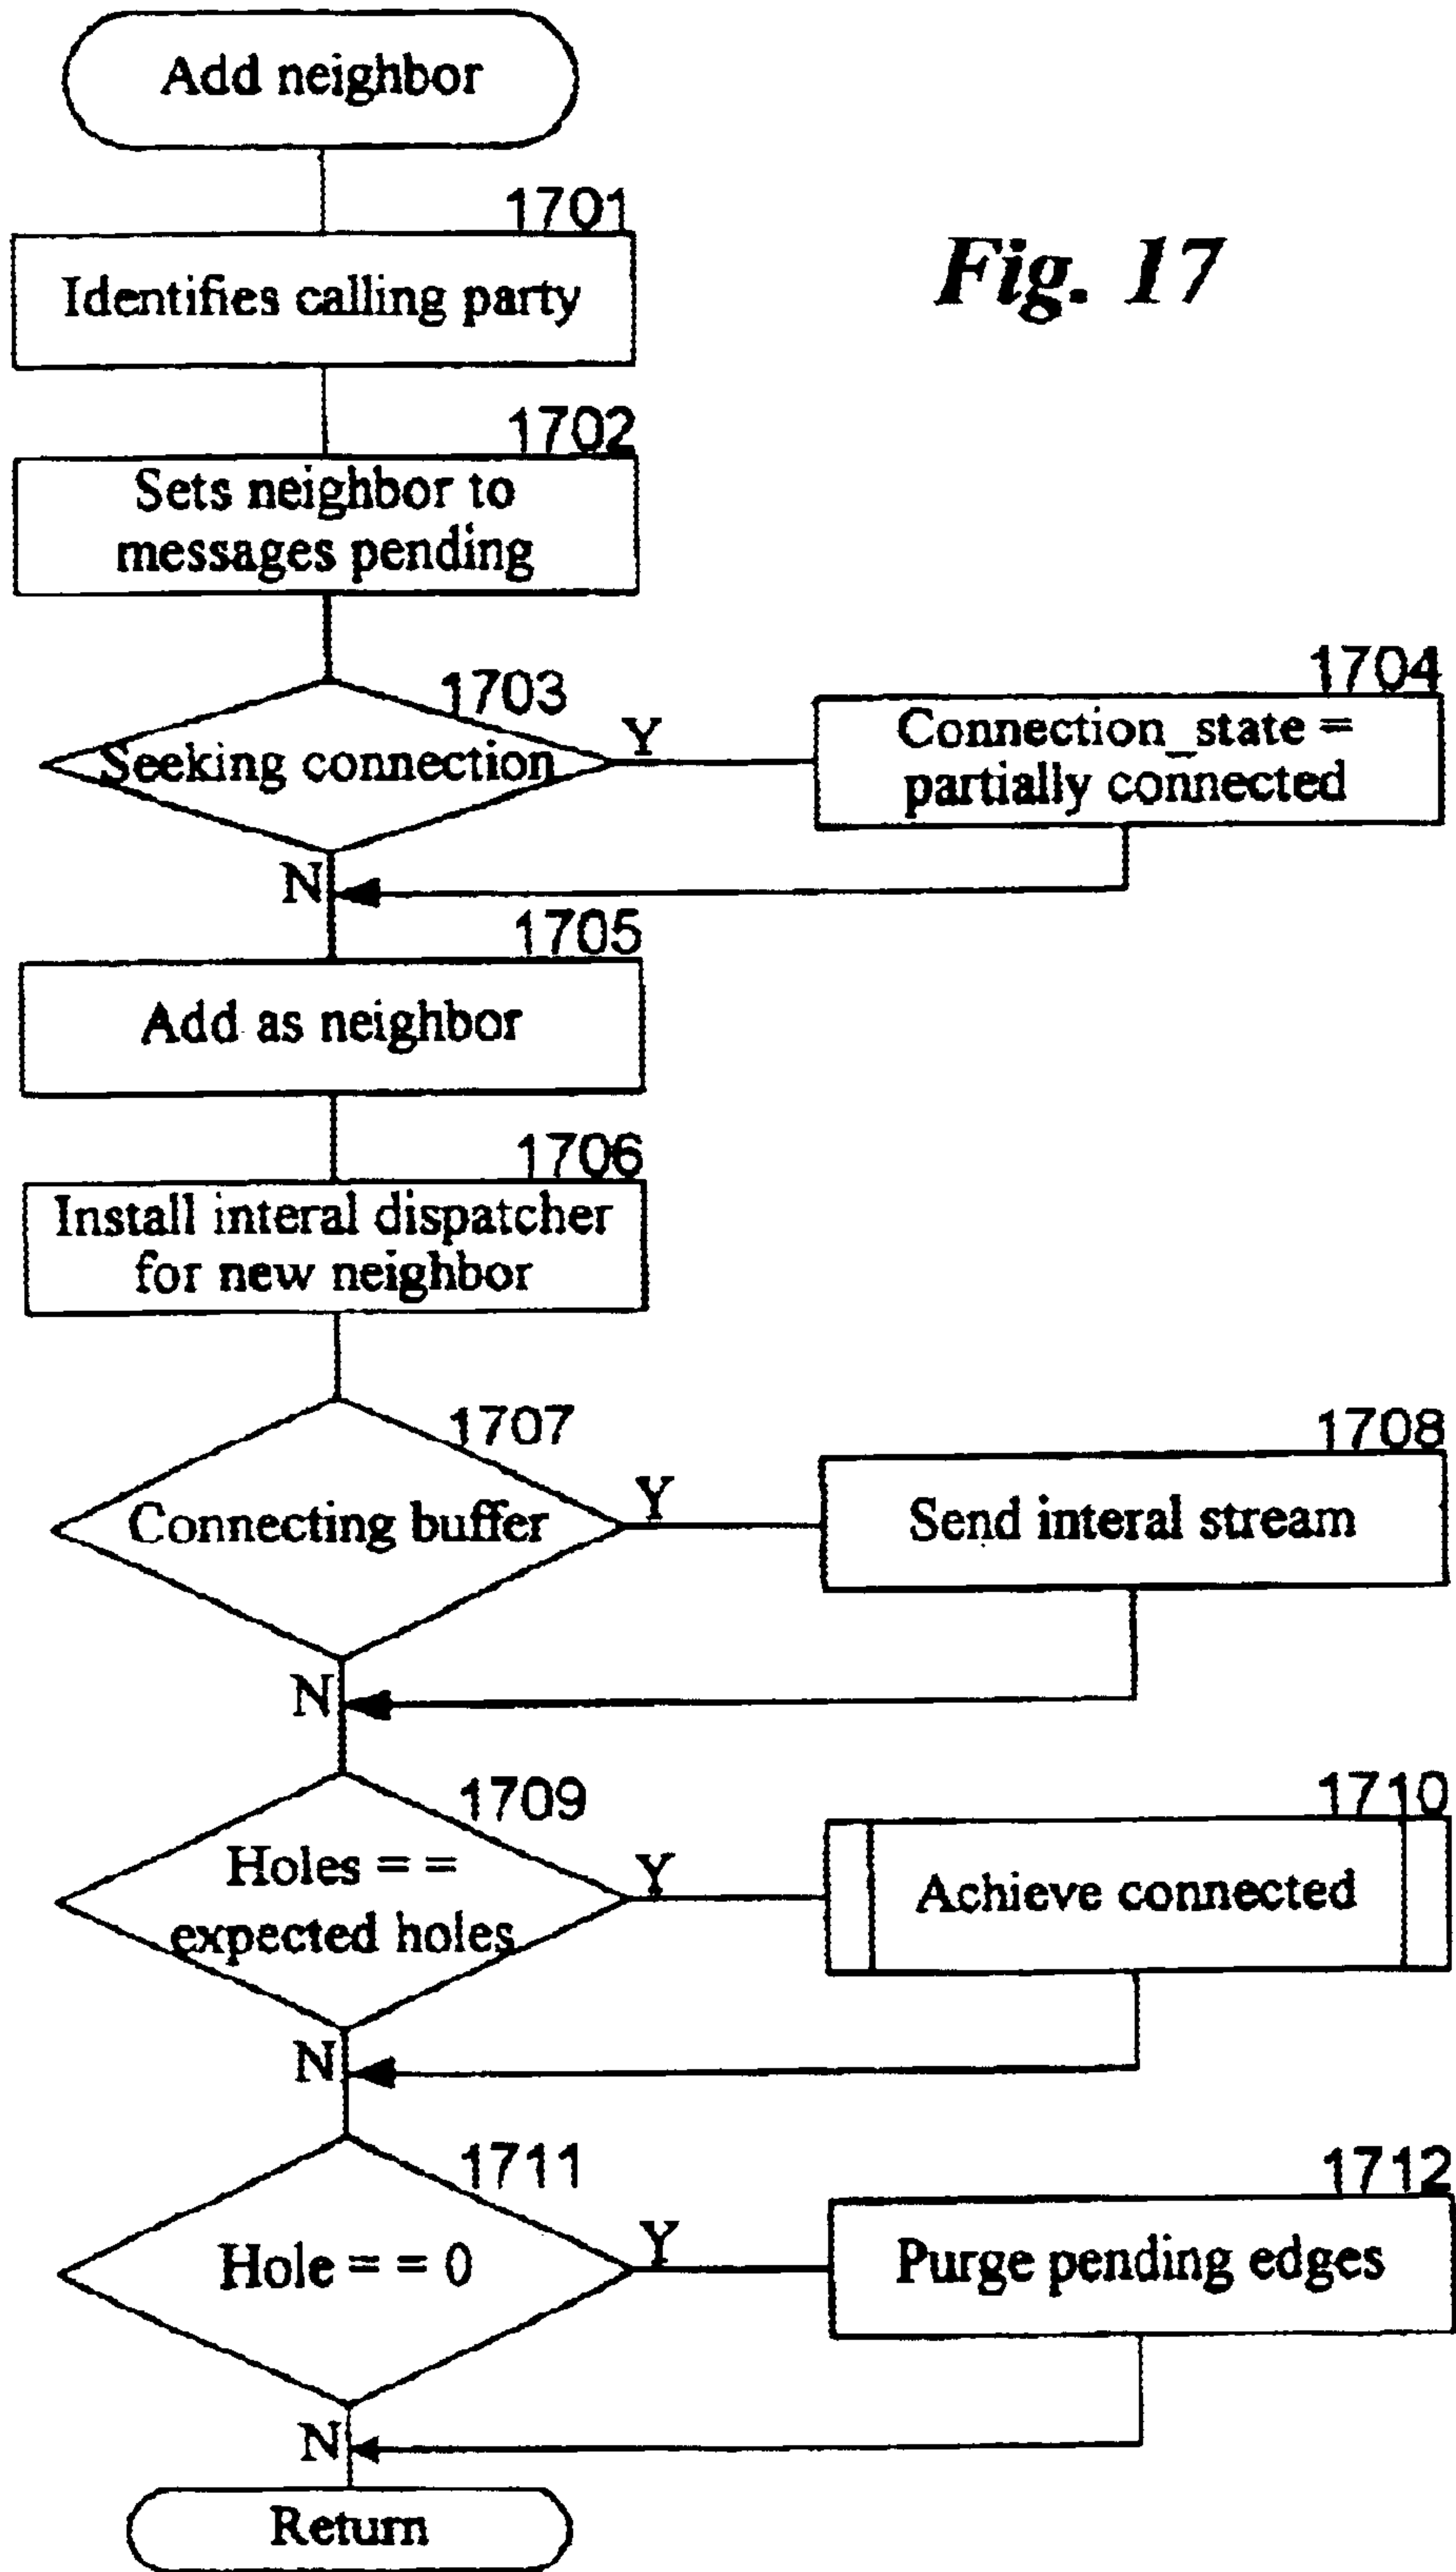 Add neighbor
Fig. 17
1701
Identifies calling party
1702
Sets neighbor to
messages pending
1703
Seeking connection
Y
N
1704
Connection_state =
partially connected
1705
Add as neighbor
1706
Install interal dispatcher
for new neighbor
1707
Connecting buffer
Y
N
1708
Send interal stream
1709
Holes = =
expected holes
Y
N
1710
Achieve connected
1711
Hole = = 0
Y
N
1712
Purge pending edges
Return